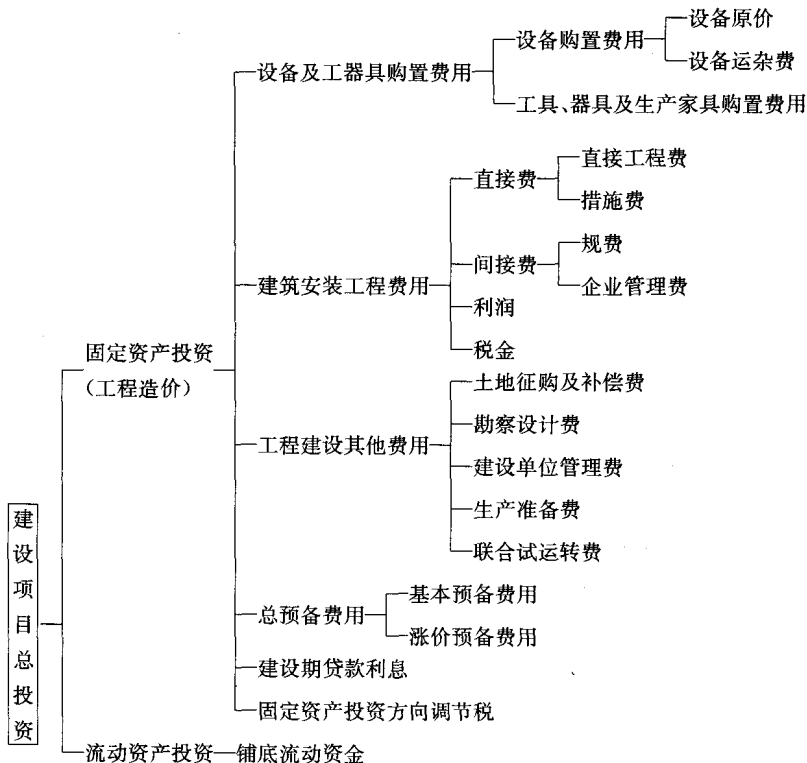 设备原价
设备购置费用
设备运杂费
设备及工器具购置费用
工具、器具及生产家具购置费用
直接工程费
直接费
措施费
规费
间接费
建筑安装工程费用
企业管理费
利润
税金
固定资产投资
(工程造价)
土地征购及补偿费
勘察设计费
工程建设其他费用
建设单位管理费
生产准备费
联合试运转费
基本预备费用
总预备费用
涨价预备费用
建设期贷款利息
固定资产投资方向调节税
建设项目总投资
流动资产投资
铺底流动资金